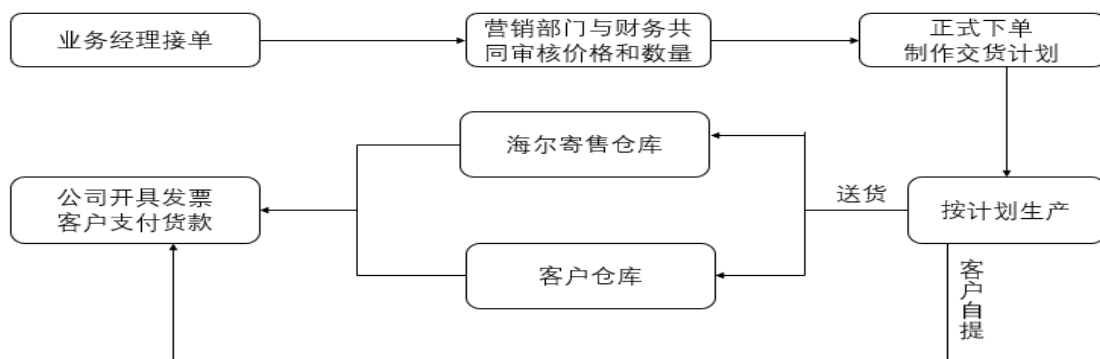 业务经理接单
营销部门与财务共
同审核价格和数量
正式下单
制作交货计划
海尔寄售仓库
公司开具发票
客户支付货款
送货
按计划生产
客户仓库
客户自提